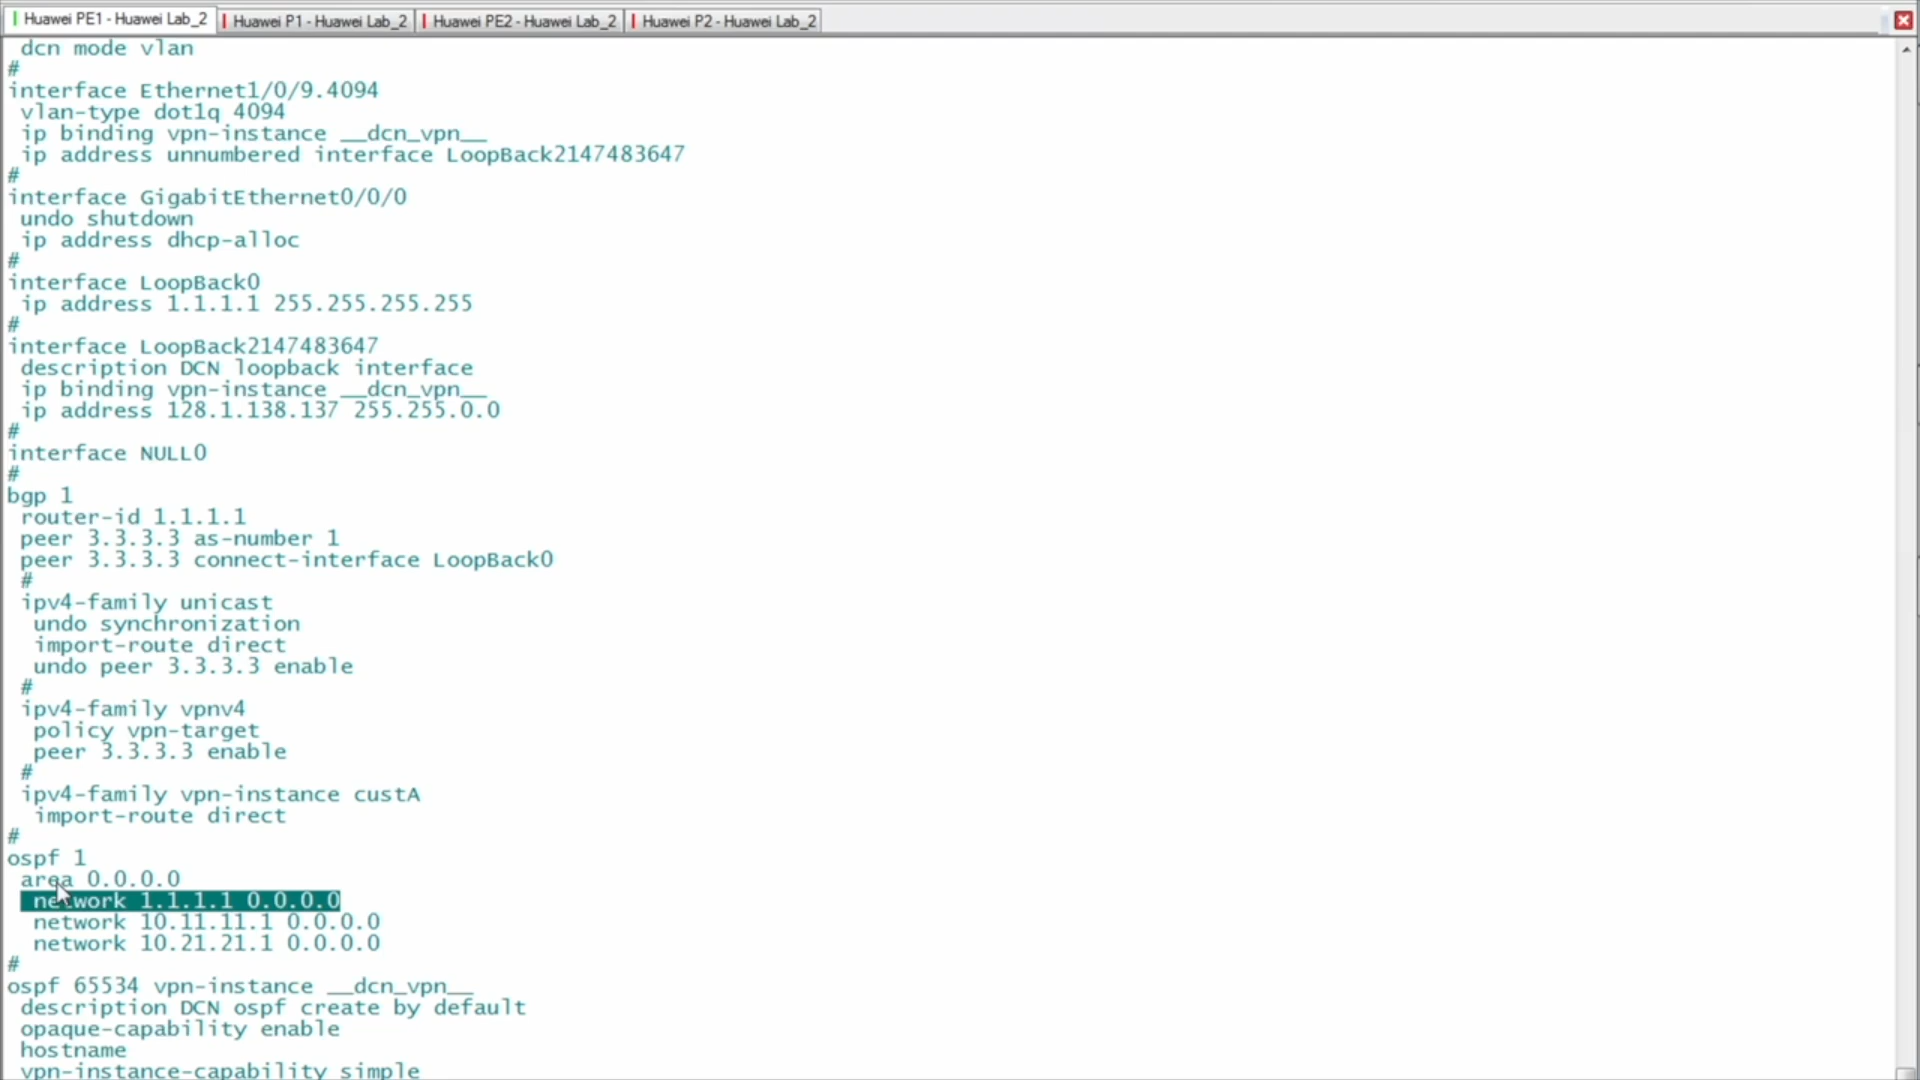 Huawei PE1 - Huawei Lab_2
Huawei P1 - Huawei Lab_2
Huawei PE2 - Huawei Lab_2
Huawei P2 - Huawei Lab_2
dcn mode vlan
#
interface Ethernet1/0/9.4094
vlan-type dot1q 4094
ip binding vpn-instance __dcn_vpn__
ip address unnumbered interface LoopBack2147483647
#
interface GigabitEthernet0/0/0
undo shutdown
ip address dhcp-alloc
#
interface LoopBack0
ip address 1.1.1.1 255.255.255.255
#
interface LoopBack2147483647
description DCN loopback interface
ip binding vpn-instance __dcn_vpn__
ip address 128.1.138.137 255.255.0.0
#
interface NULL0
#
bgp 1
router-id 1.1.1.1
peer 3.3.3.3 as-number 1
peer 3.3.3.3 connect-interface LoopBack0
#
ipv4-family unicast
undo synchronization
import-route direct
undo peer 3.3.3.3 enable
#
ipv4-family vpnv4
policy vpn-target
peer 3.3.3.3 enable
#
ipv4-family vpn-instance custA
import-route direct
#
ospf 1
area 0.0.0.0
network 1.1.1.1 0.0.0.0
network 10.11.11.1 0.0.0.0
network 10.21.21.1 0.0.0.0
#
ospf 65534 vpn-instance __dcn_vpn__
description DCN ospf create by default
opaque-capability enable
hostname
vpn-instance-capability simple